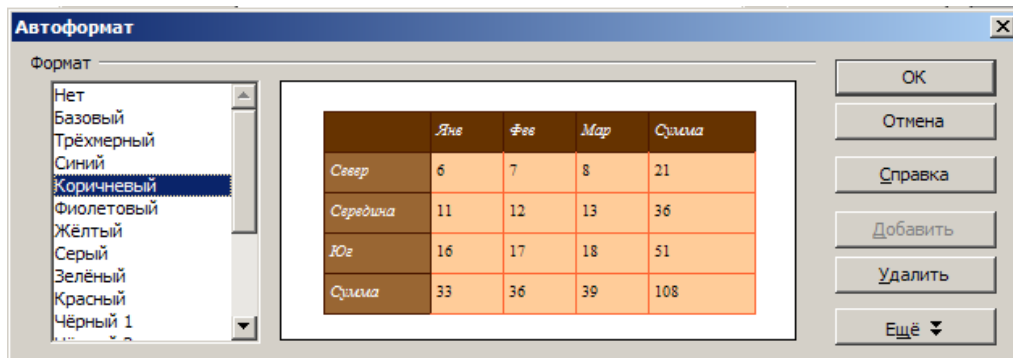 Автоформат
Формат
Нет
Базовый
Трёхмерный
Синий
Коричневый
Фиолетовый
Жёлтый
Серый
Зелёный
Красный
Чёрный 1
Янв Фев Мар Сумма
Север 6 7 8 21
Середина 11 12 13 36
Юг 16 17 18 51
Сумма 33 36 39 108
ОК
Отмена
Справка
Добавить
Удалить
Ещё